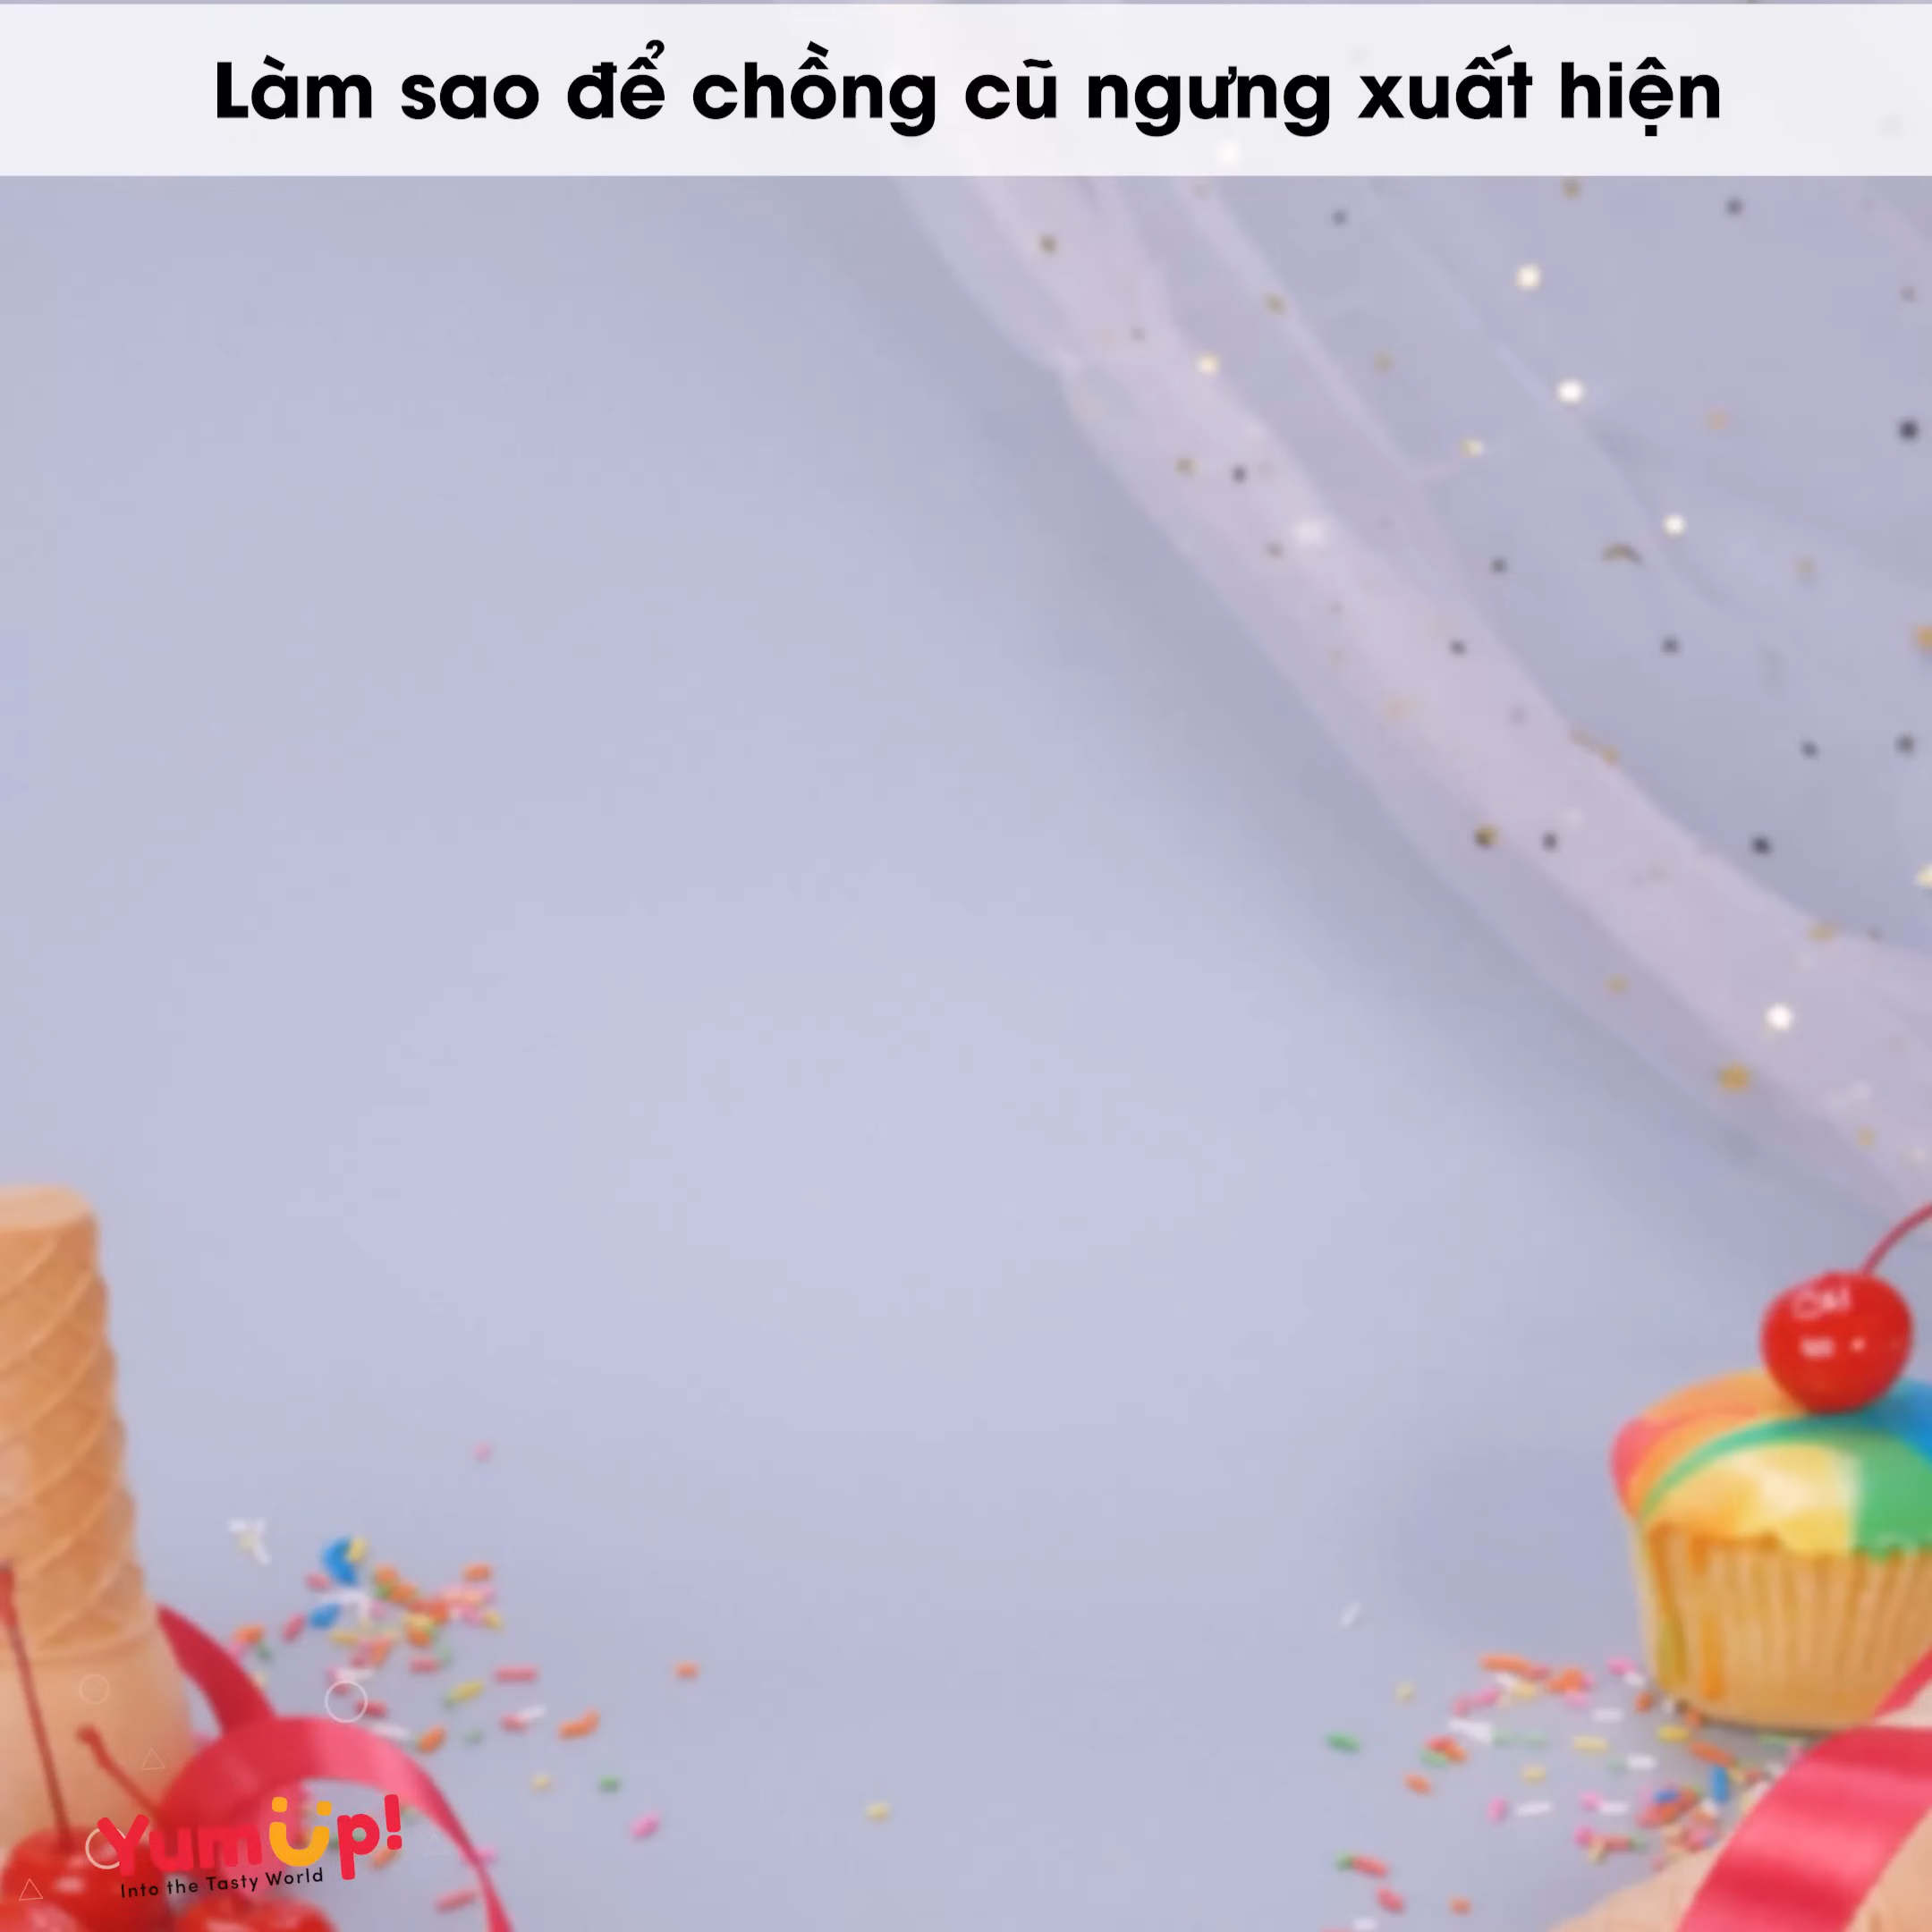 Làm sao để chồng cũ ngưng xuất hiện
YumUp!
Into the Tasty World